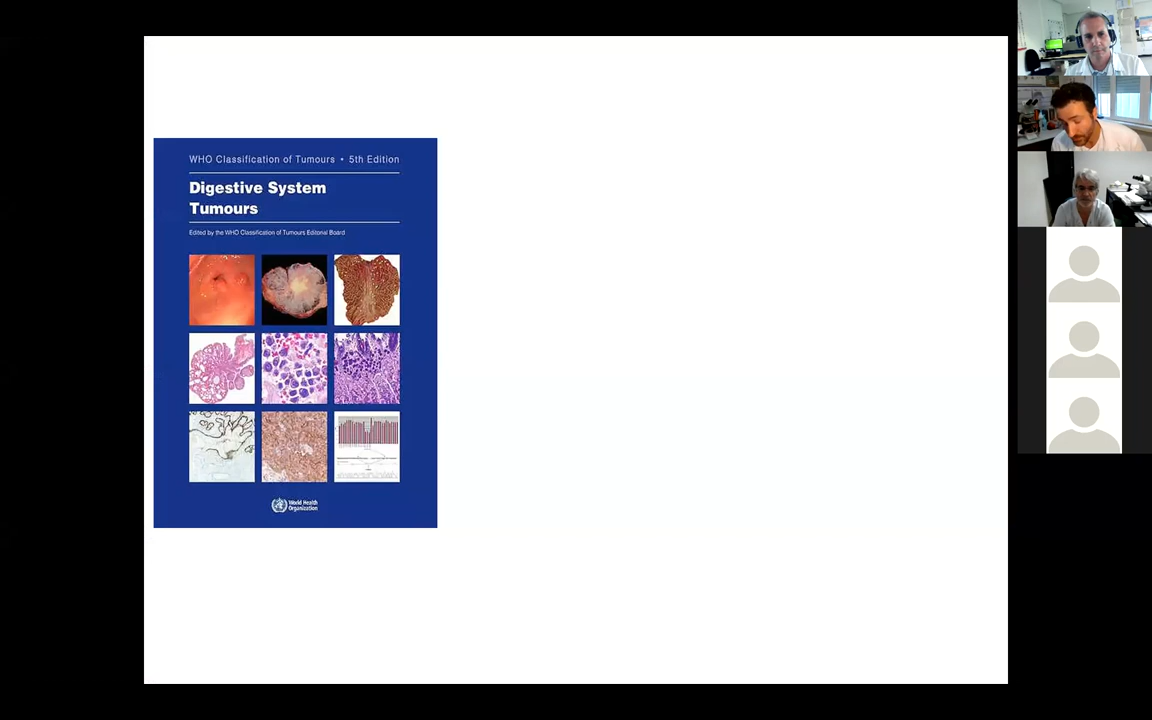 WHO Classification of Tumours • 5th Edition
Digestive System
Tumours
Edited by the WHO Classification of Tumours Editorial Board
World Health
Organization